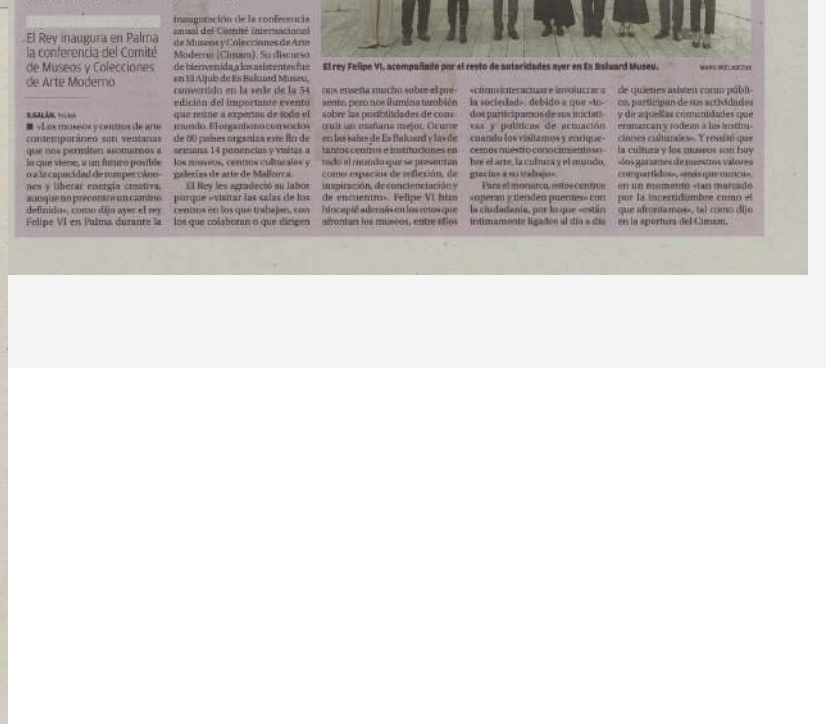 El Rey inaugura en Palma
la conferencia del Comité
de Museos y Colecciones
de Arte Moderno
R.GALÁN. PALMA
■ «Los museos y centros de arte
contemporáneo son ventanas
que nos permiten asomarnos a
lo que viene, a un futuro posible
o a la capacidad de romper cáno-
nes y liberar energía creativa,
aunque no precontre un camino
definido», como dijo ayer el rey
Felipe VI en Palma durante la
inauguración de la conferencia
anual del Comité Internacional
de Museos y Colecciones de Arte
Moderno (Cimam). Su discurso
de bienvenida a los asistentes fue
en El Aljub de Es Baluard Museu,
convertido en la sede de la 54
edición del importante evento
que reúne a expertos de todo el
mundo. El organismo con socios
de 60 países organiza este fin de
semana 14 ponencias y visitas a
los museos, centros culturales y
galerías de arte de Mallorca.
El Rey les agradeció su labor
porque «visitar las salas de los
centros en los que trabajan, con
los que colaboran o que dirigen
El rey Felipe VI, acompañado por el resto de autoridades ayer en Es Baluard Museu.
nos enseña mucho sobre el pre-
sente, pero nos ilumina también
sobre las posibilidades de cons-
truir un mañana mejor. Ocurre
en las salas de Es Baluard y las de
tantos centros e instituciones en
todo el mundo que se presentan
como espacios de reflexión, de
inspiración, de concienciación y
de encuentro». Felipe VI hizo
hincapié además en los retos que
afrontan los museos, entre ellos
«cómo interactuar e involucrar a
la sociedad», debido a que «to-
dos participamos de sus iniciati-
vas y políticas de actuación
cuando los visitamos y enrique-
cemos nuestro conocimiento so-
bre el arte, la cultura y el mundo,
gracias a su trabajo».
Para el monarca, estos centros
«operan y tienden puentes» con
la ciudadanía, por lo que «están
íntimamente ligados al día a día
de quienes asisten como públi-
co, participan de sus actividades
y de aquellas comunidades que
enmarcan y rodean a las institu-
ciones culturales». Y resaltó que
la cultura y los museos son hoy
«los garantes de nuestros valores
compartidos», «más que nunca»,
en un momento «tan marcado
por la incertidumbre como el
que afrontamos», tal como dijo
en la apertura del Cimam.